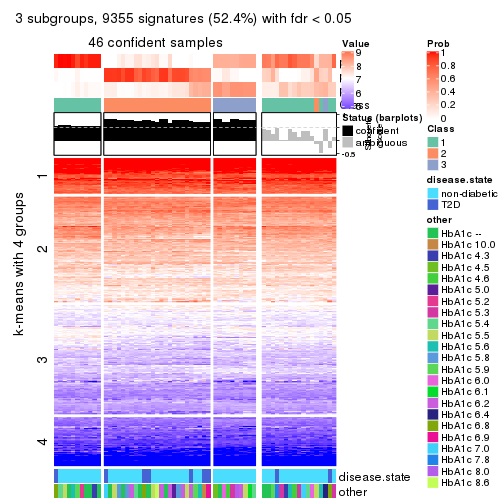 3 subgroups, 9355 signatures (52.4%) with fdr < 0.05
46 confident samples
k-means with 4 groups
1
2
3
4
Value
9
8
7
6
5
Status (barplots)
confident
ambiguous
-0.5
disease.state
other
Prob
1
0.8
0.6
0.4
0.2
0
Class
1
2
3
disease.state
non-diabetic
T2D
other
HbA1c --
HbA1c 10.0
HbA1c 4.3
HbA1c 4.5
HbA1c 4.6
HbA1c 5.0
HbA1c 5.2
HbA1c 5.3
HbA1c 5.4
HbA1c 5.5
HbA1c 5.6
HbA1c 5.8
HbA1c 5.9
HbA1c 6.0
HbA1c 6.1
HbA1c 6.2
HbA1c 6.4
HbA1c 6.8
HbA1c 6.9
HbA1c 7.0
HbA1c 7.8
HbA1c 8.0
HbA1c 8.6